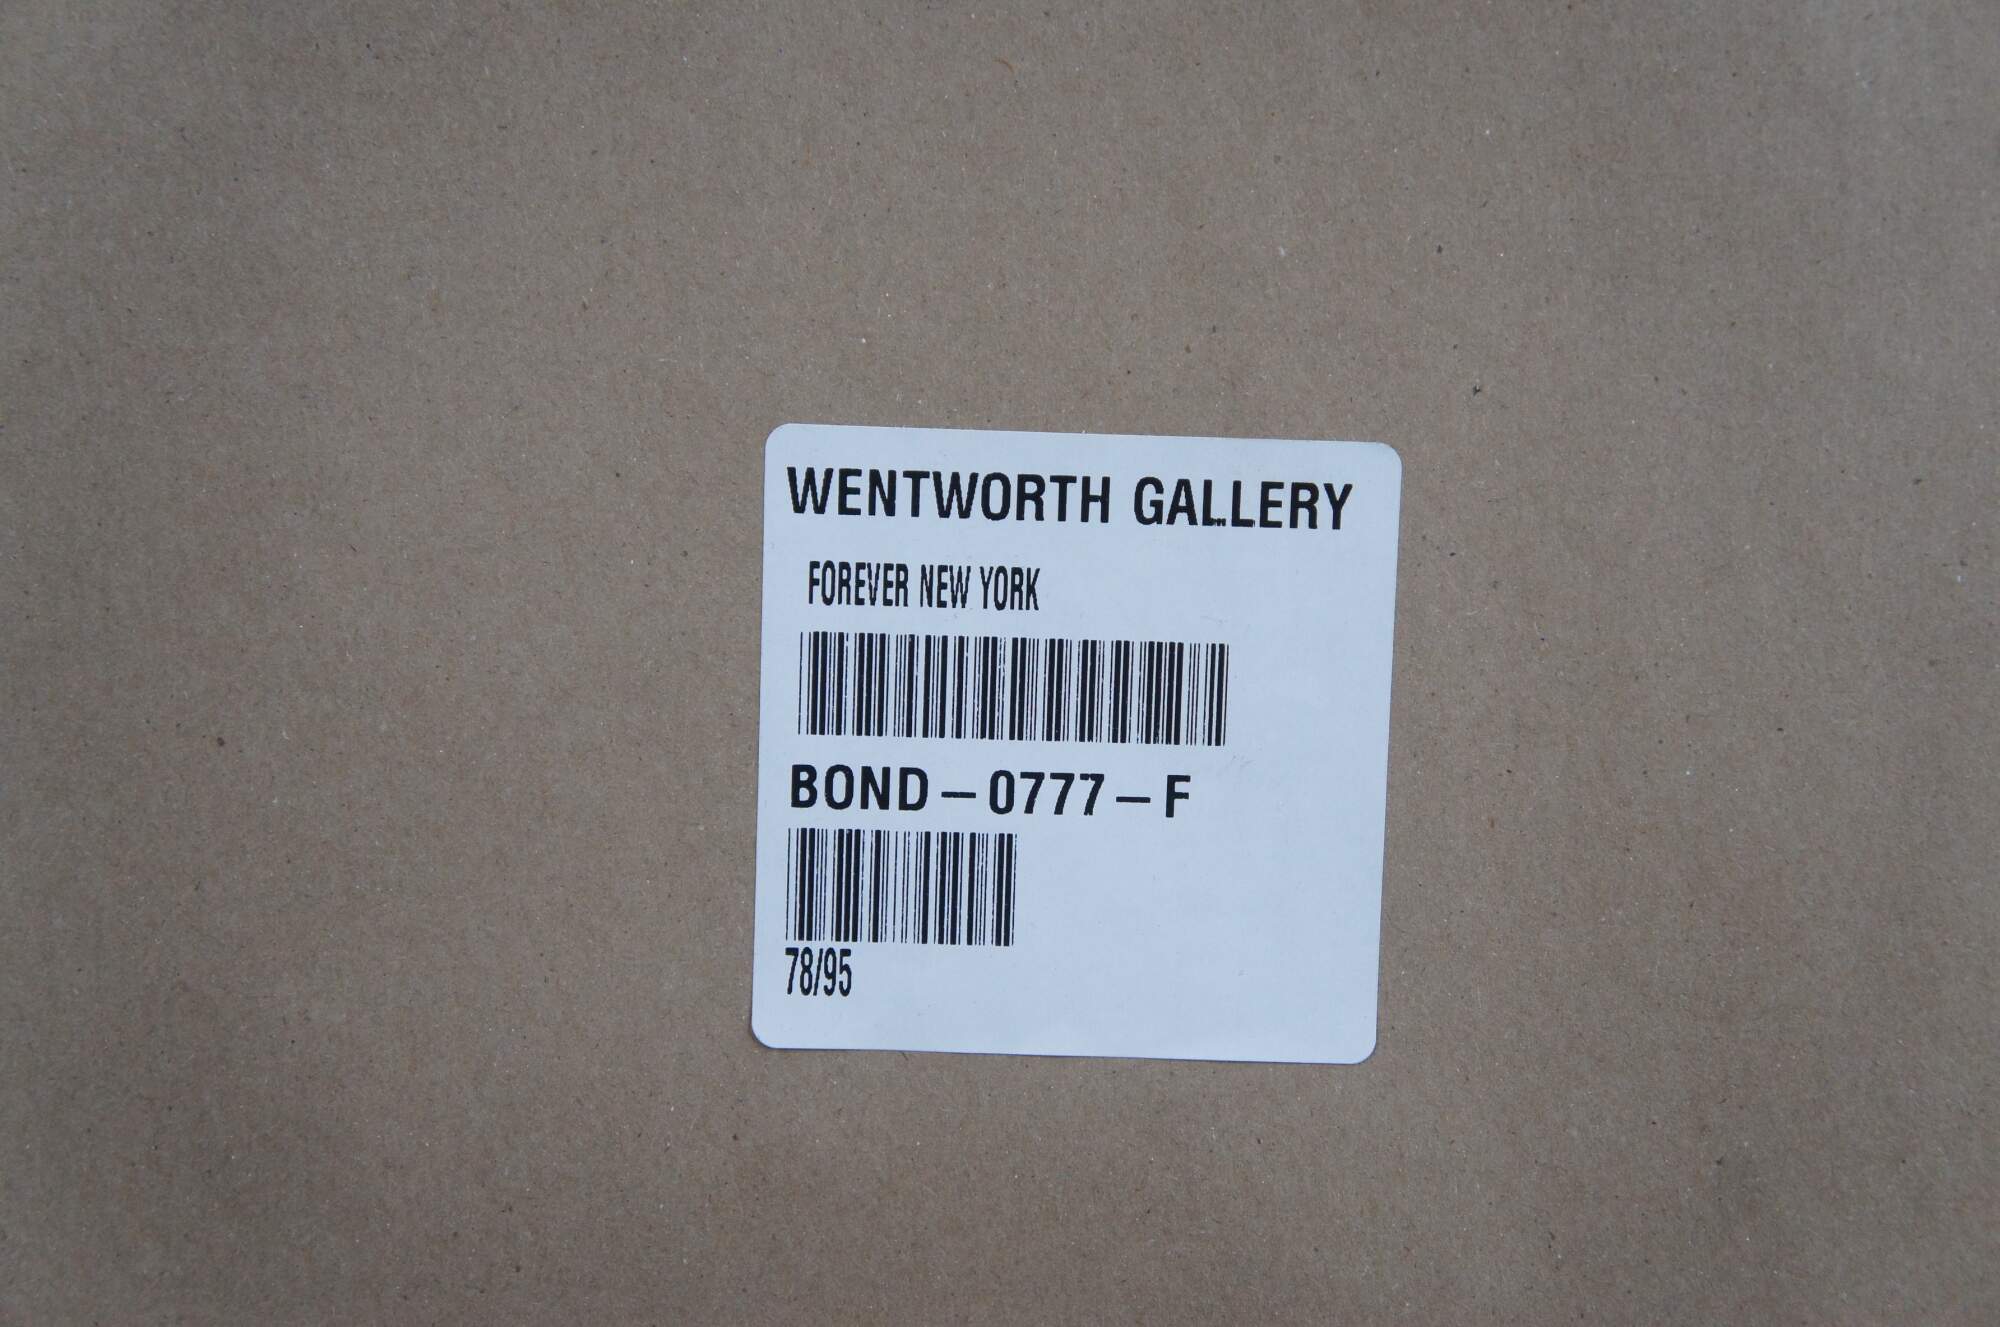 WENTWORTH GALLERY
FOREVER NEW YORK
BOND-0777-F
78/95